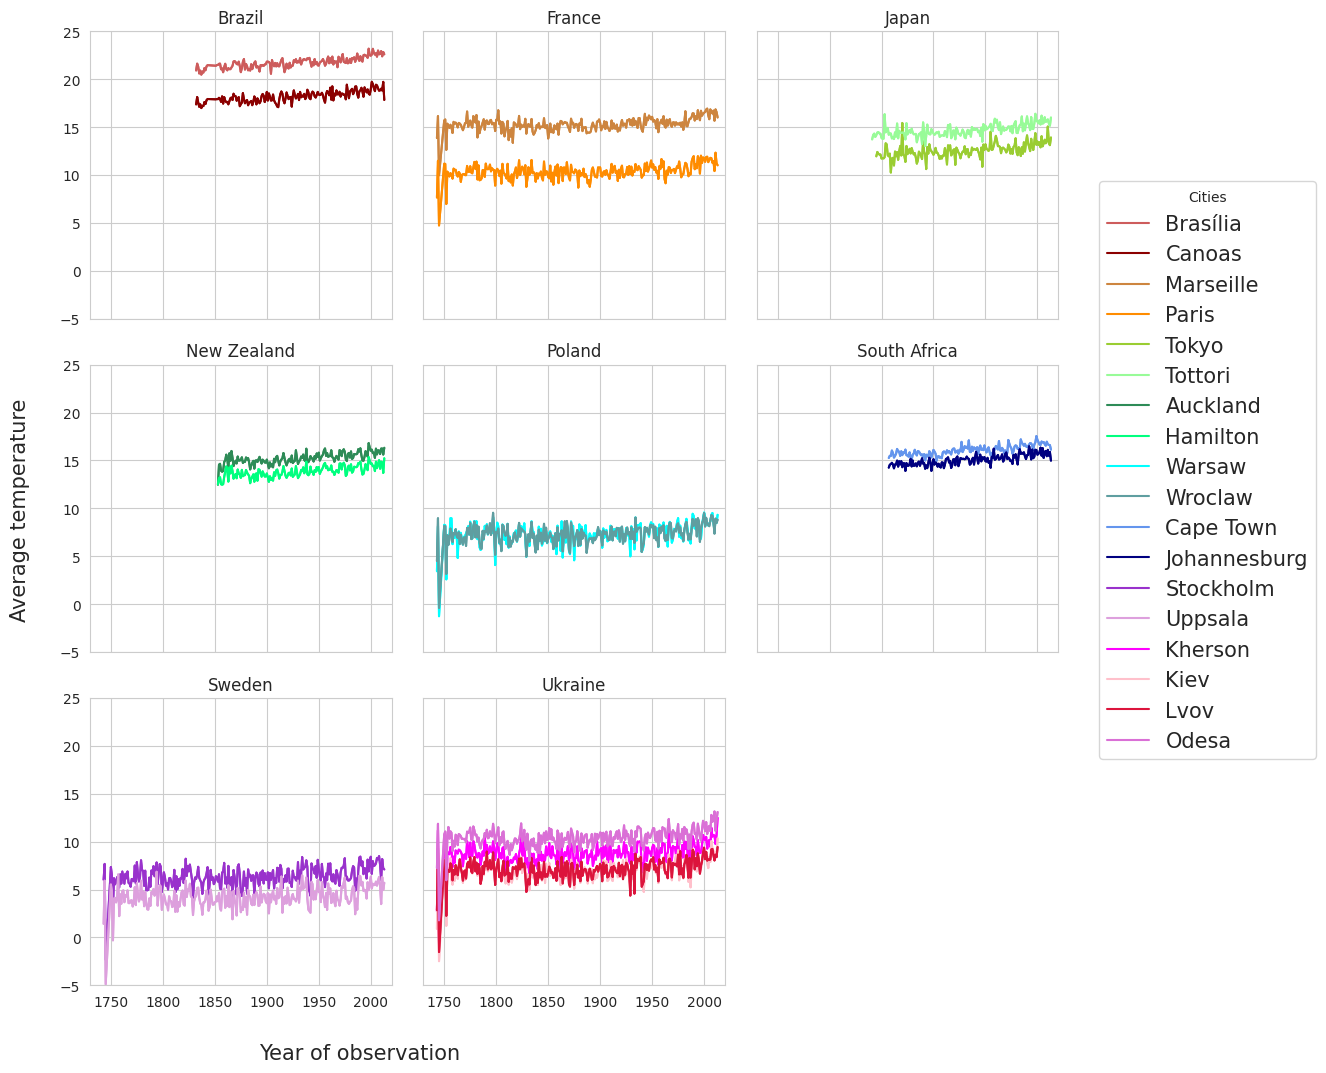 Brazil
France
Japan
25
20
15
10
5
0
−5
New Zealand
Poland
South Africa
25
20
15
10
5
0
−5
Sweden
Ukraine
25
20
15
10
5
0
−5
1750 1800 1850 1900 1950 2000
1750 1800 1850 1900 1950 2000
Average temperature
Year of observation
Cities
Brasília
Canoas
Marseille
Paris
Tokyo
Tottori
Auckland
Hamilton
Warsaw
Wroclaw
Cape Town
Johannesburg
Stockholm
Uppsala
Kherson
Kiev
Lvov
Odesa